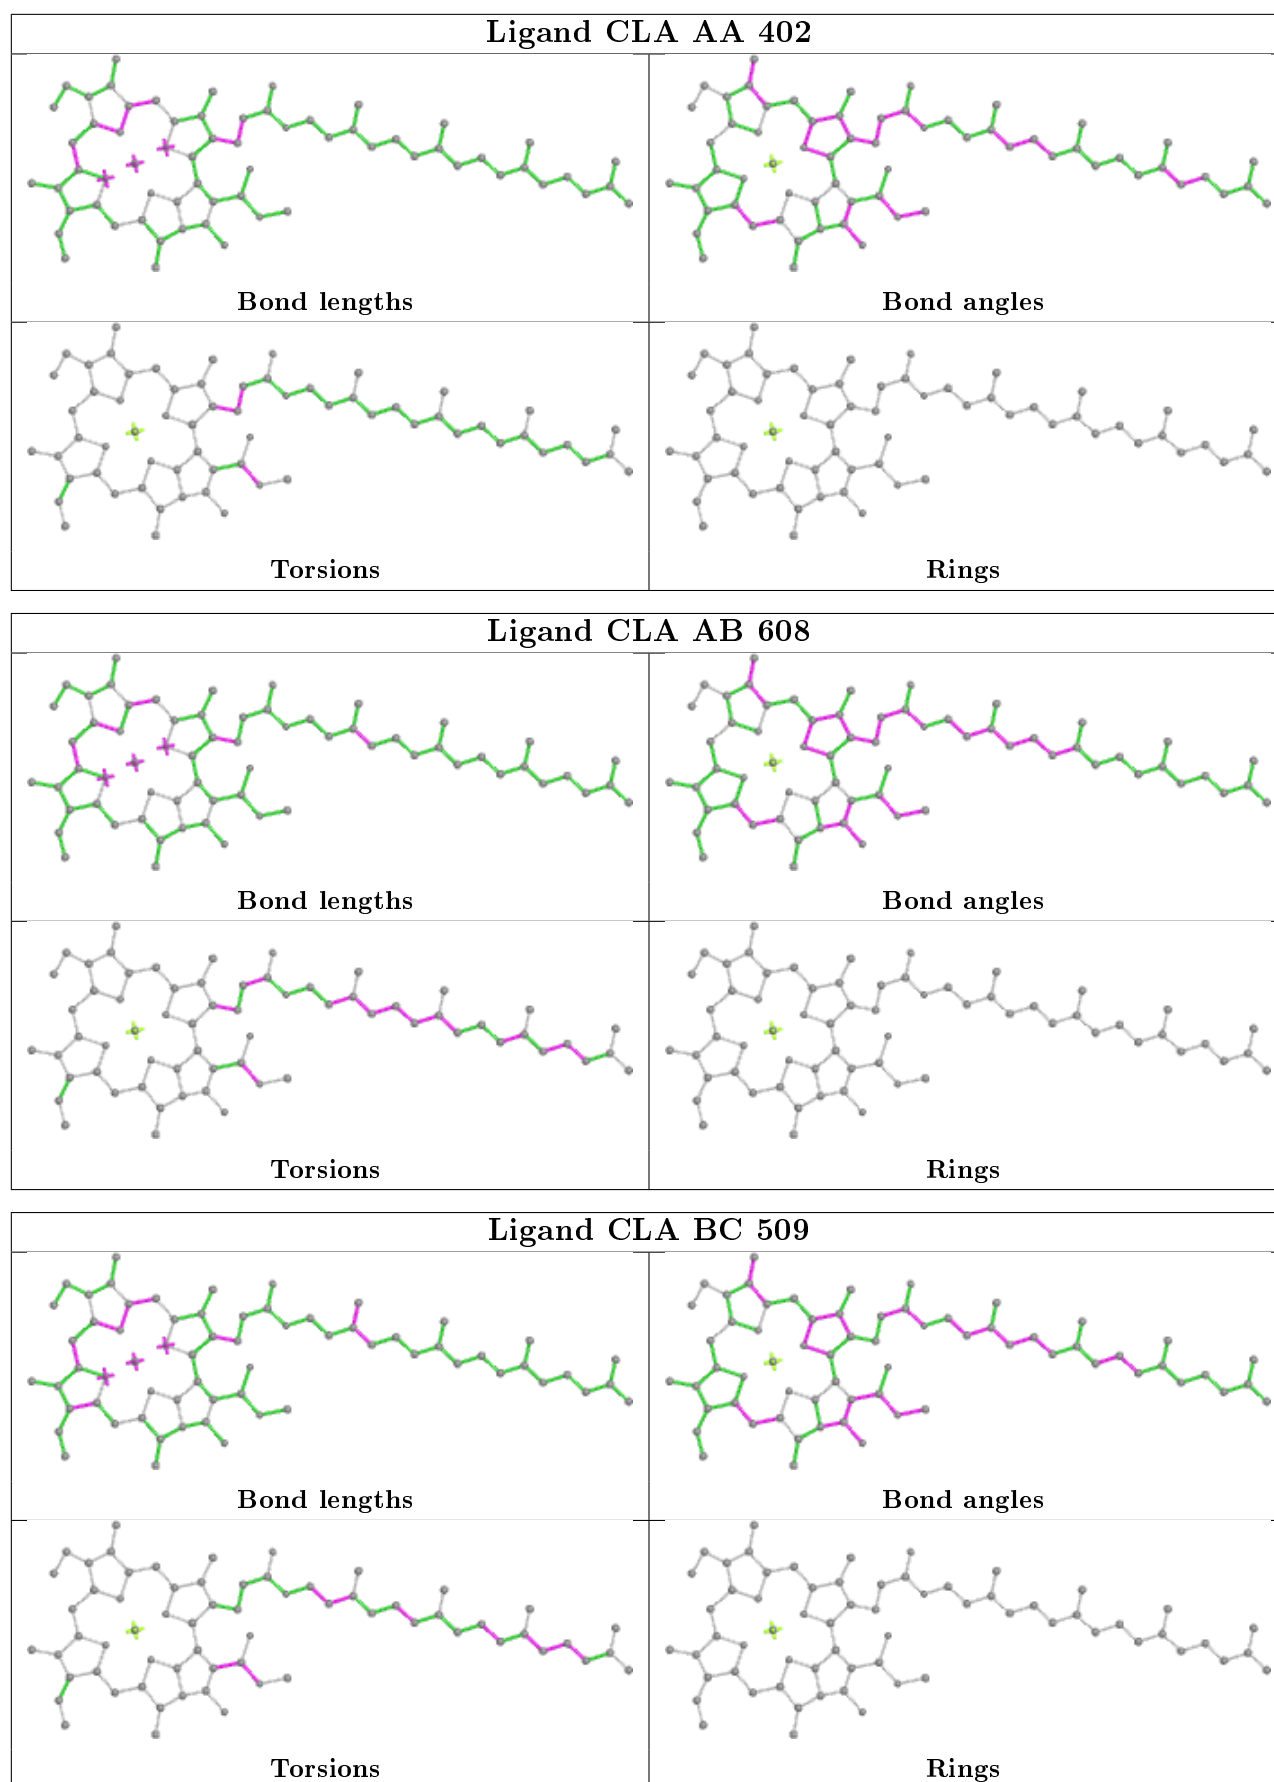 Ligand CLA AA 402
Bond lengths
Bond angles
Torsions
Rings
Ligand CLA AB 608
Bond lengths
Bond angles
Torsions
Rings
Ligand CLA BC 509
Bond lengths
Bond angles
Torsions
Rings